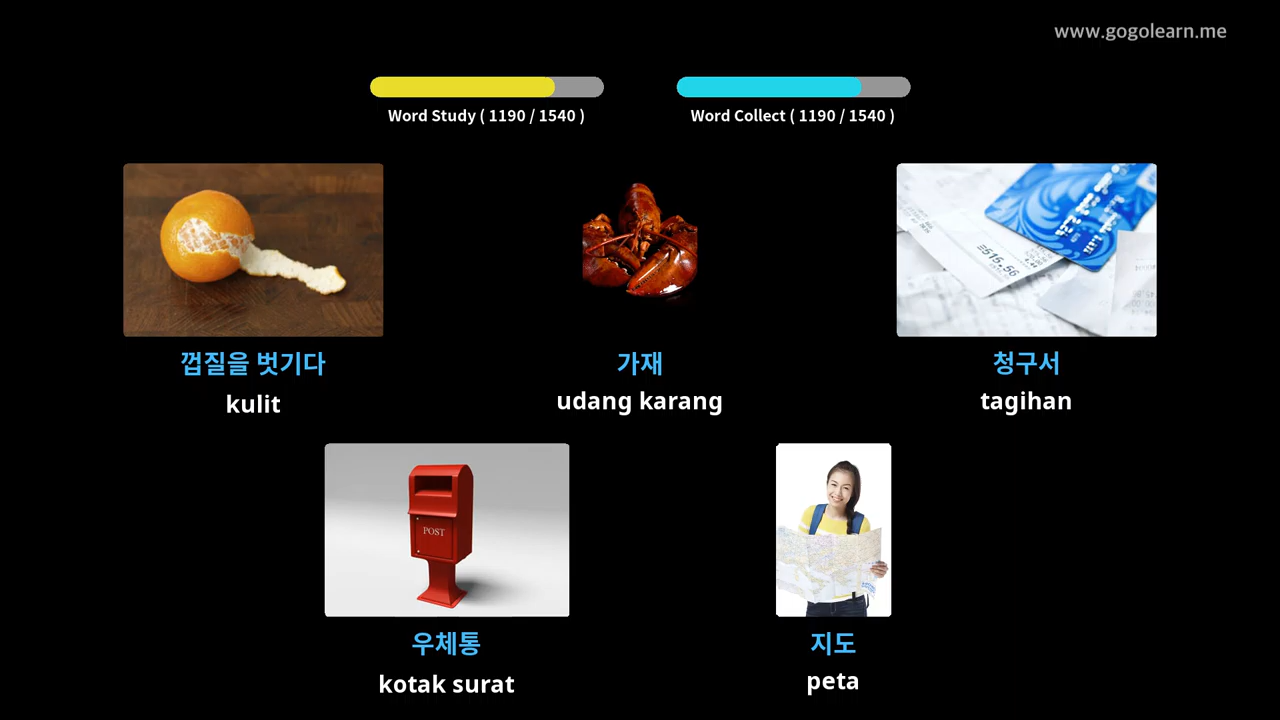 www.gogolearn.me
Word Study ( 1190 / 1540 )
Word Collect ( 1190 / 1540 )
껍질을 벗기다
kulit
가재
udang karang
청구서
tagihan
POST
우체통
kotak surat
지도
peta